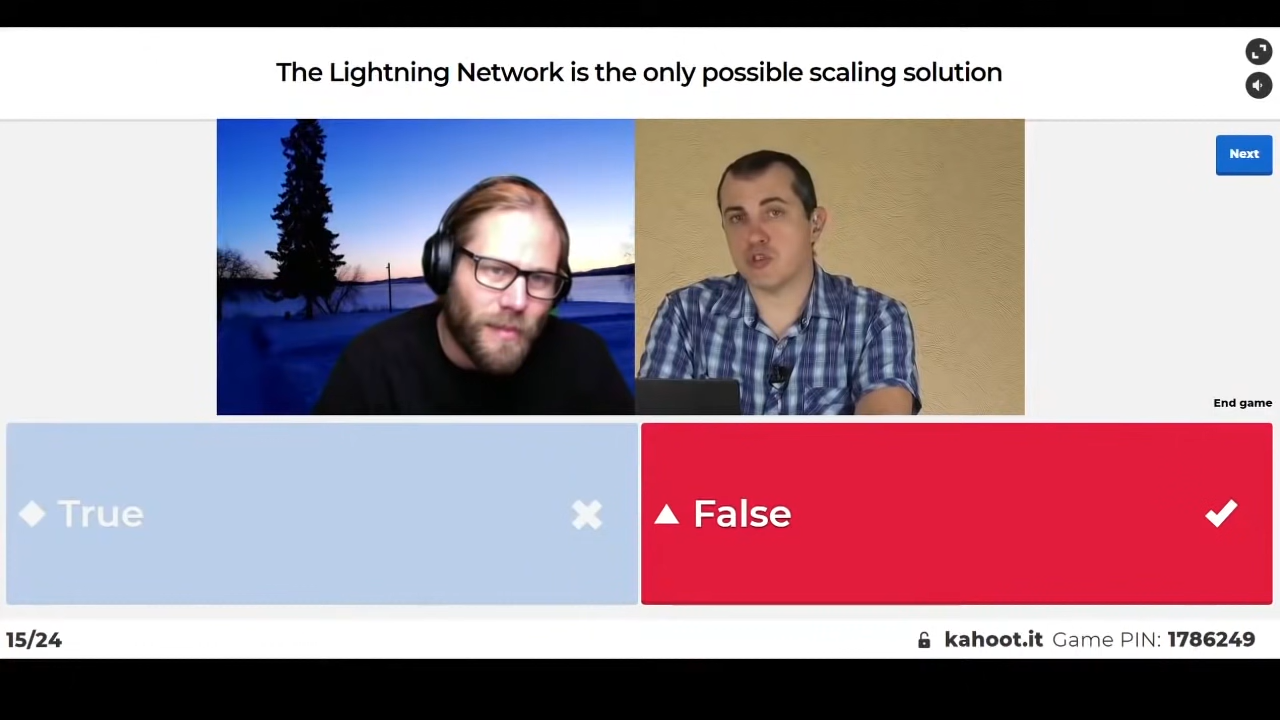 The Lightning Network is the only possible scaling solution
Next
End game
True
False
15/24
kahoot.it Game PIN: 1786249